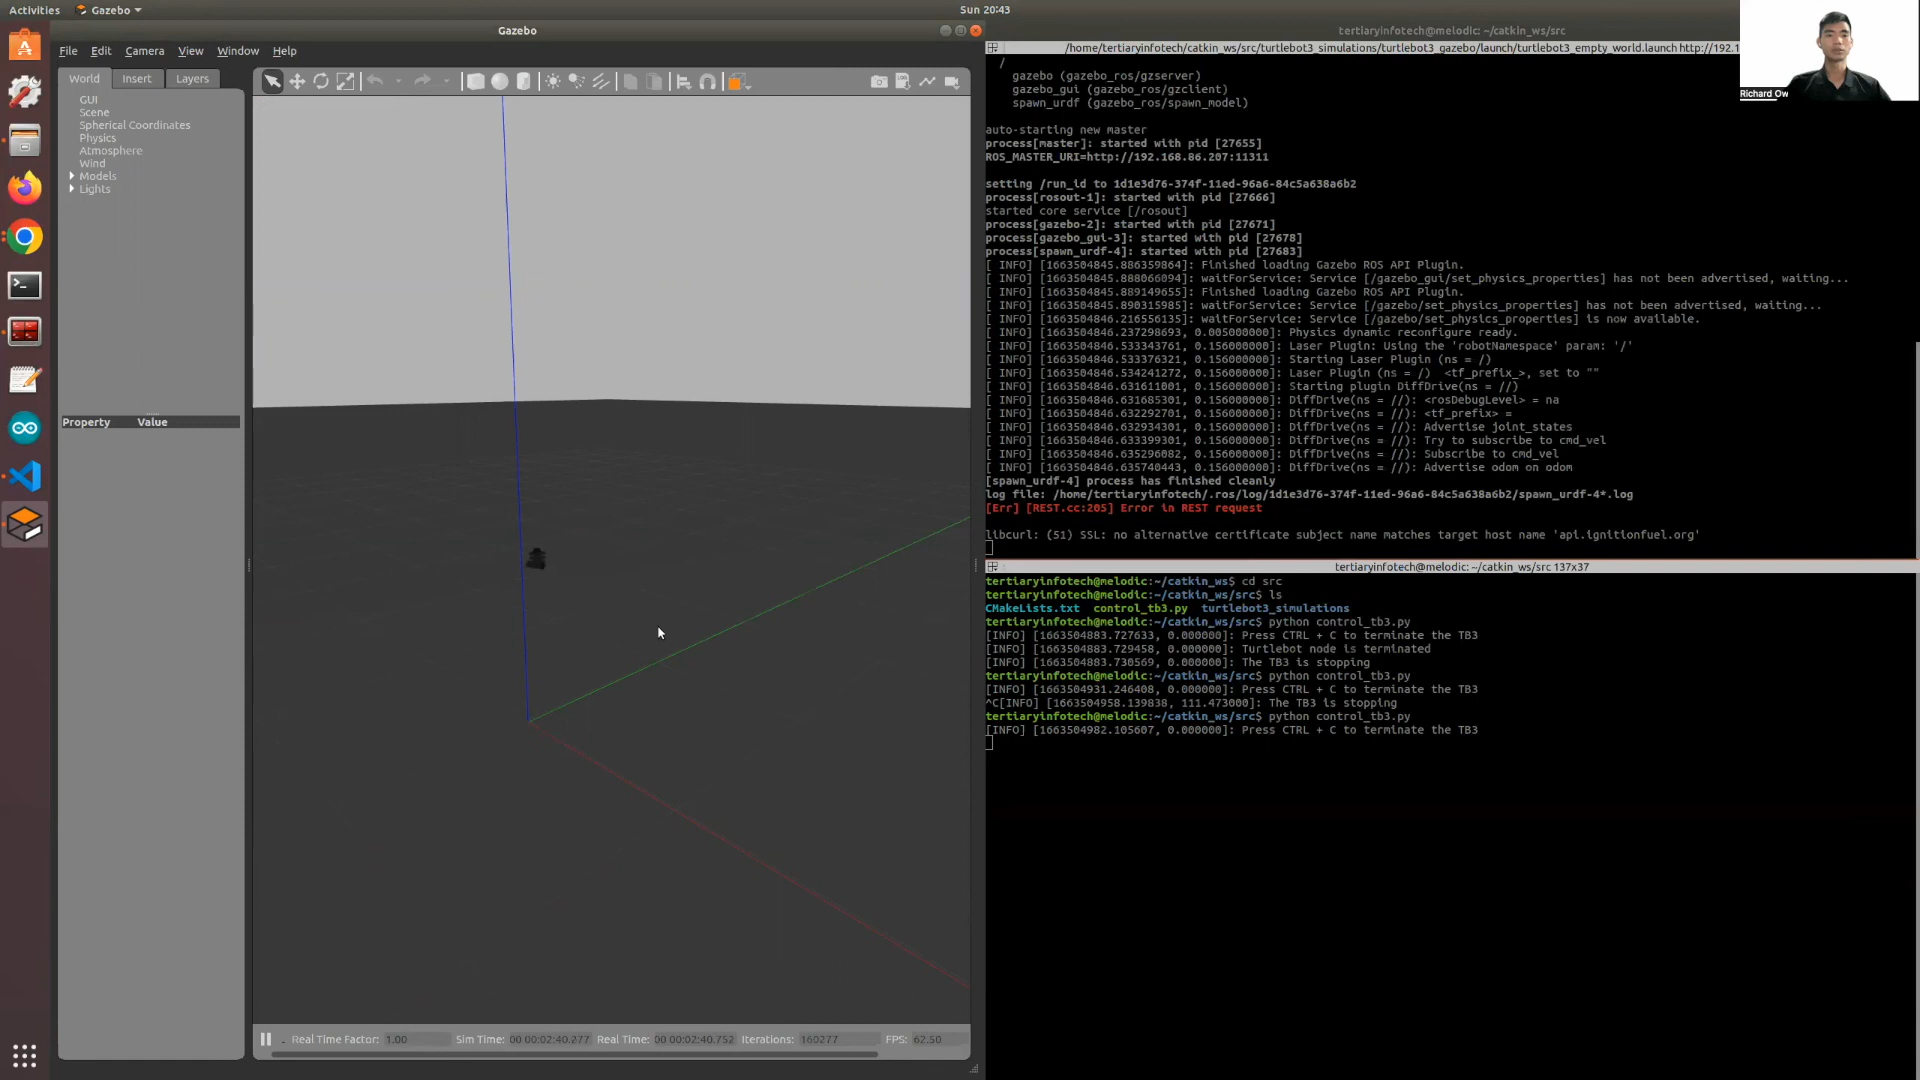 Activities
Gazebo
Sun 20:43
Gazebo
File Edit Camera View Window Help
World Insert Layers
GUI
Scene
Spherical Coordinates
Physics
Atmosphere
Wind
Models
Lights
Property Value
Real Time Factor: 1.00 Sim Time: 00 00:02:40.277 Real Time: 00 00:02:40.752 Iterations: 160277 FPS: 62.50
tertiaryinfotech@melodic: ~/catkin_ws/src
/home/tertiaryinfotech/catkin_ws/src/turtlebot3_simulations/turtlebot3_gazebo/launch/turtlebot3_empty_world.launch http://192.1
/
gazebo (gazebo_ros/gzserver)
gazebo_gui (gazebo_ros/gzclient)
spawn_urdf (gazebo_ros/spawn_model)
auto-starting new master
process[master]: started with pid [27655]
ROS_MASTER_URI=http://192.168.86.207:11311
setting /run_id to 1d1e3d76-374f-11ed-96a6-84c5a638a6b2
process[rosout-1]: started with pid [27666]
started core service [/rosout]
process[gazebo-2]: started with pid [27671]
process[gazebo_gui-3]: started with pid [27678]
process[spawn_urdf-4]: started with pid [27683]
[ INFO] [1663504845.886359864]: Finished loading Gazebo ROS API Plugin.
[ INFO] [1663504845.888066094]: waitForService: Service [/gazebo_gui/set_physics_properties] has not been advertised, waiting...
[ INFO] [1663504845.889149655]: Finished loading Gazebo ROS API Plugin.
[ INFO] [1663504845.890315985]: waitForService: Service [/gazebo/set_physics_properties] has not been advertised, waiting...
[ INFO] [1663504846.216556135]: waitForService: Service [/gazebo/set_physics_properties] is now available.
[ INFO] [1663504846.237298693, 0.005000000]: Physics dynamic reconfigure ready.
[ INFO] [1663504846.533343761, 0.156000000]: Laser Plugin: Using the 'robotNamespace' param: '/'
[ INFO] [1663504846.533376321, 0.156000000]: Starting Laser Plugin (ns = /)
[ INFO] [1663504846.534241272, 0.156000000]: Laser Plugin (ns = /) <tf_prefix_>, set to ""
[ INFO] [1663504846.631611001, 0.156000000]: Starting plugin DiffDrive(ns = //)
[ INFO] [1663504846.631685301, 0.156000000]: DiffDrive(ns = //): <rosDebugLevel> = na
[ INFO] [1663504846.632292701, 0.156000000]: DiffDrive(ns = //): <tf_prefix> =
[ INFO] [1663504846.632934301, 0.156000000]: DiffDrive(ns = //): Advertise joint_states
[ INFO] [1663504846.633399301, 0.156000000]: DiffDrive(ns = //): Try to subscribe to cmd_vel
[ INFO] [1663504846.635296082, 0.156000000]: DiffDrive(ns = //): Subscribe to cmd_vel
[ INFO] [1663504846.635740443, 0.156000000]: DiffDrive(ns = //): Advertise odom on odom
[spawn_urdf-4] process has finished cleanly
log file: /home/tertiaryinfotech/.ros/log/1d1e3d76-374f-11ed-96a6-84c5a638a6b2/spawn_urdf-4*.log
[Err] [REST.cc:205] Error in REST request
libcurl: (51) SSL: no alternative certificate subject name matches target host name 'api.ignitionfuel.org'
tertiaryinfotech@melodic: ~/catkin_ws/src 137x37
tertiaryinfotech@melodic:~/catkin_ws$ cd src
tertiaryinfotech@melodic:~/catkin_ws/src$ ls
CMakeLists.txt control_tb3.py turtlebot3_simulations
tertiaryinfotech@melodic:~/catkin_ws/src$ python control_tb3.py
[INFO] [1663504883.727633, 0.000000]: Press CTRL + C to terminate the TB3
[INFO] [1663504883.729458, 0.000000]: Turtlebot node is terminated
[INFO] [1663504883.730569, 0.000000]: The TB3 is stopping
tertiaryinfotech@melodic:~/catkin_ws/src$ python control_tb3.py
[INFO] [1663504931.246408, 0.000000]: Press CTRL + C to terminate the TB3
^C[INFO] [1663504958.139838, 111.473000]: The TB3 is stopping
tertiaryinfotech@melodic:~/catkin_ws/src$ python control_tb3.py
[INFO] [1663504982.105607, 0.000000]: Press CTRL + C to terminate the TB3
Richard Ow